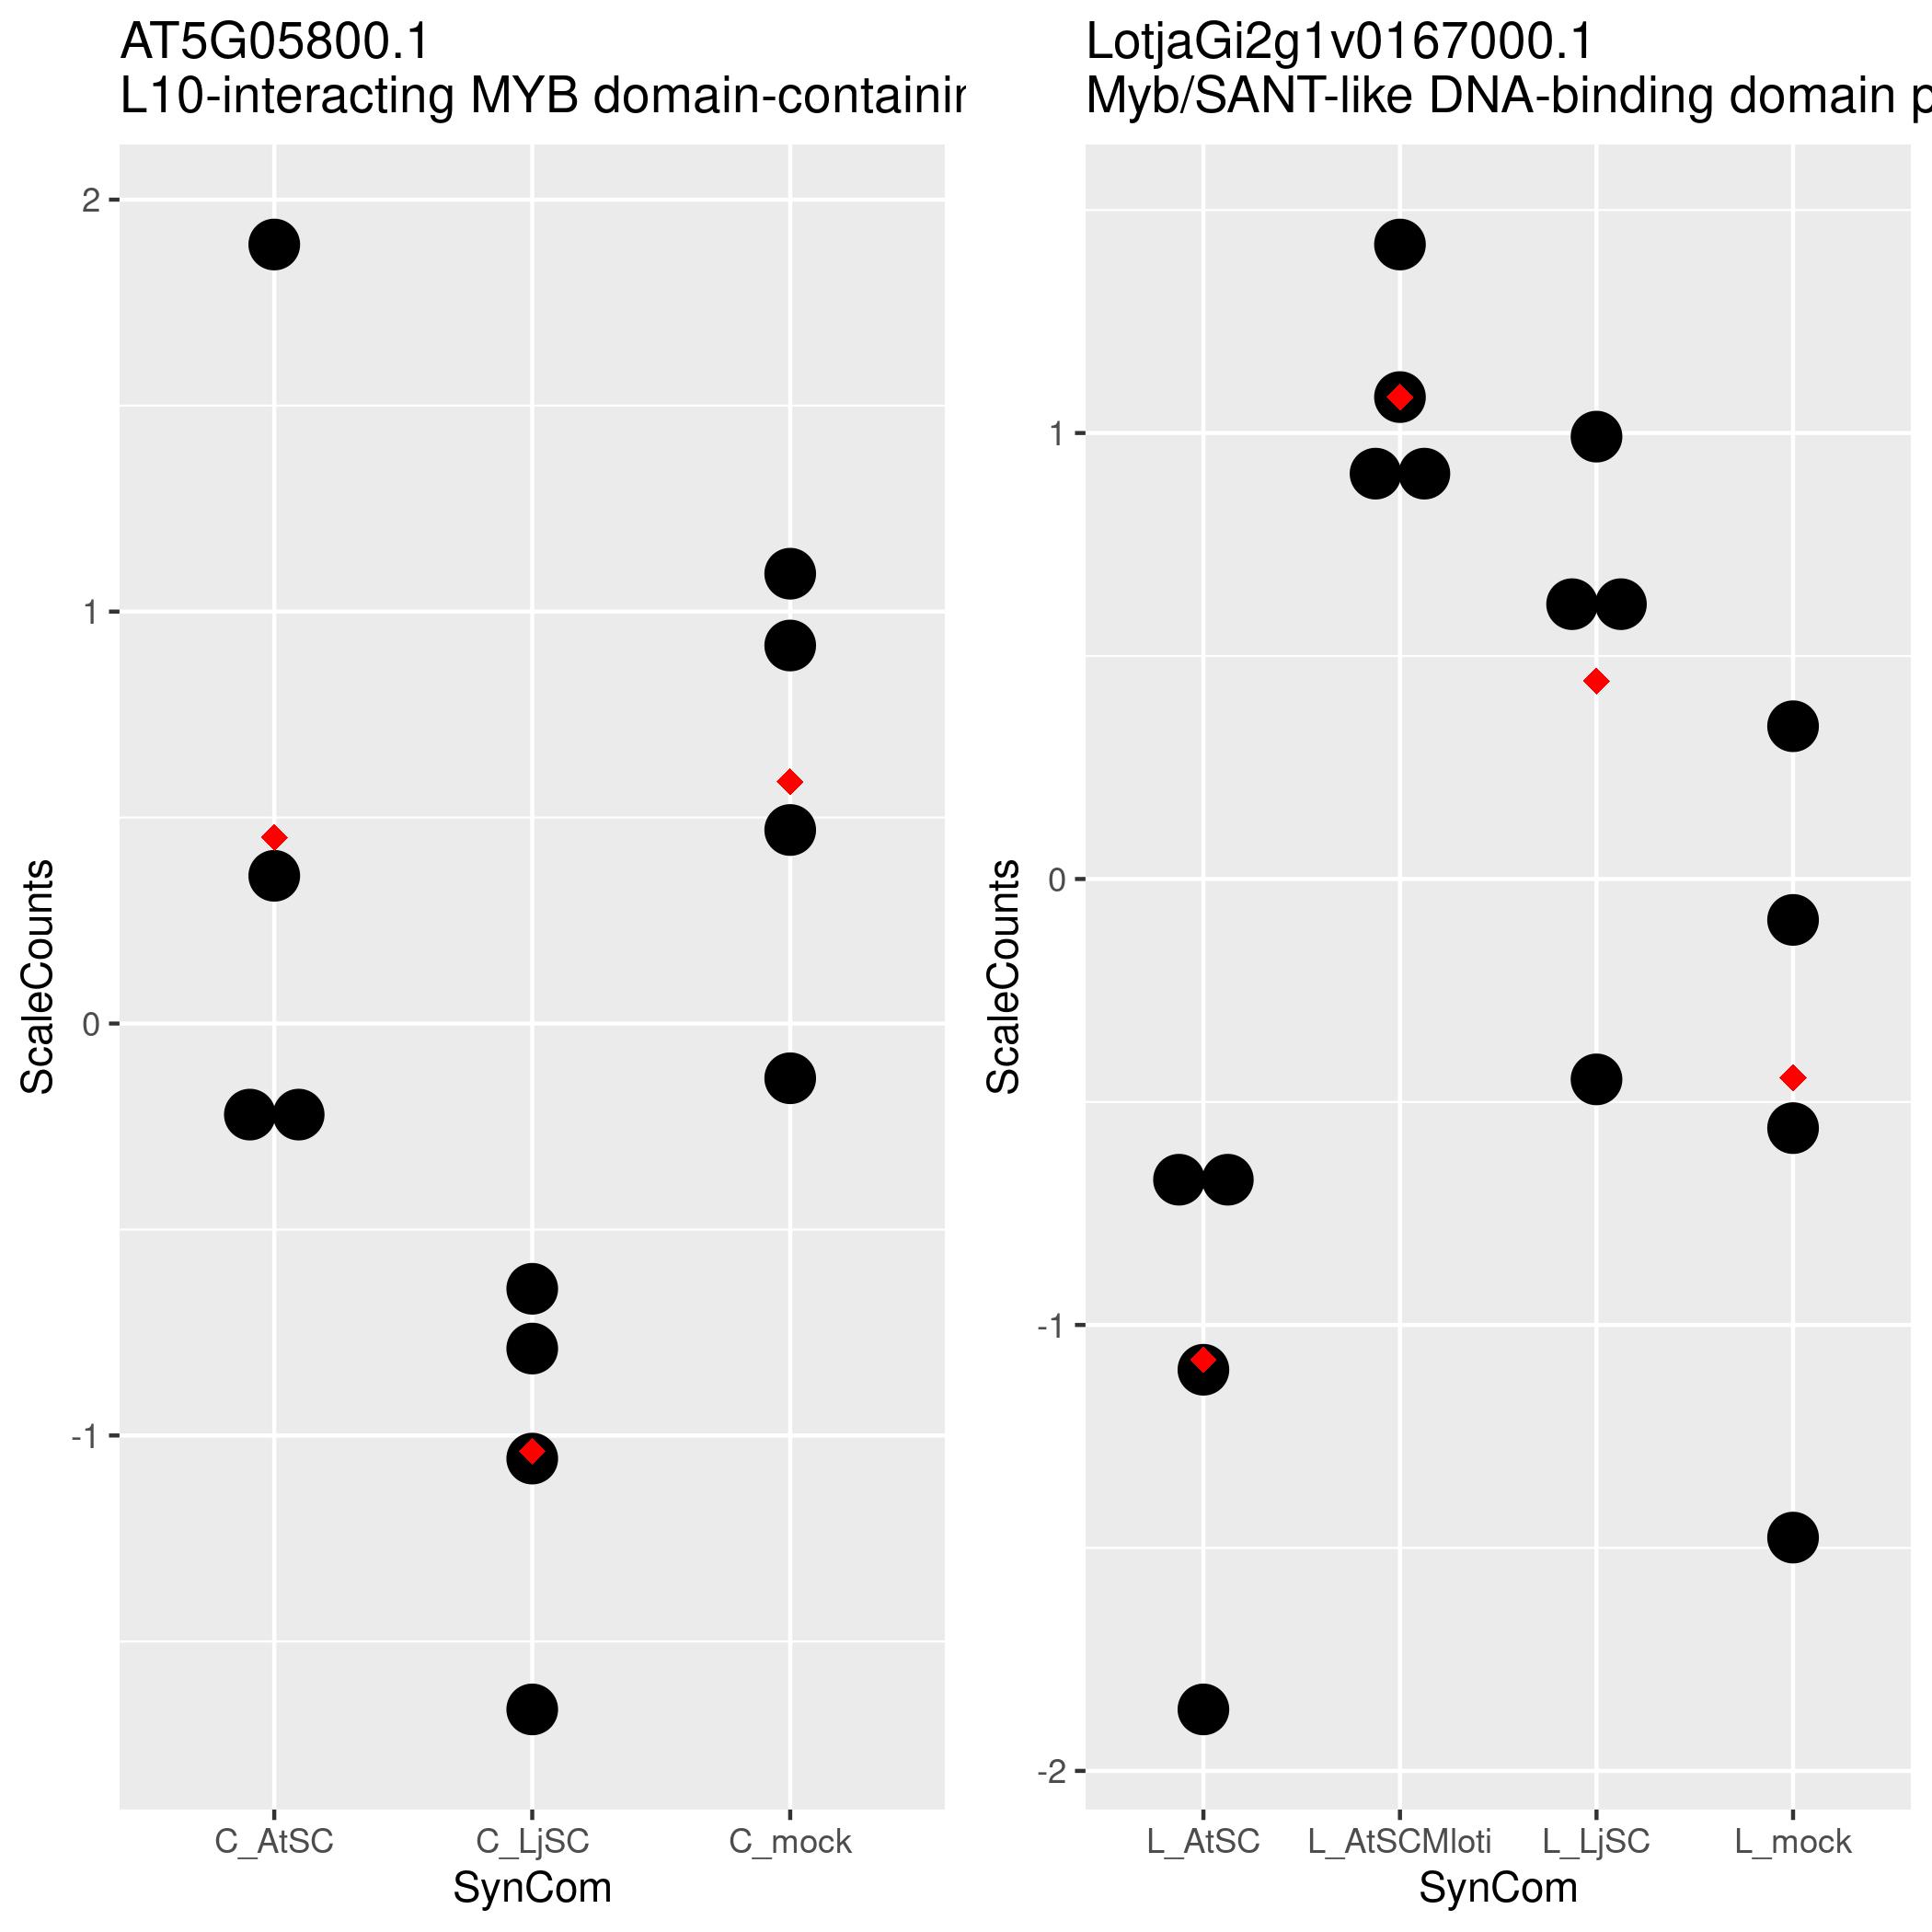 AT5G05800.1
L10-interacting MYB domain-containin
ScaleCounts
2
1
0
-1
C_AtSC C_LjSC C_mock
SynCom
LotjaGi2g1v0167000.1
Myb/SANT-like DNA-binding domain p
ScaleCounts
1
0
-1
-2
L_AtSC L_AtSCMloti L_LjSC L_mock
SynCom